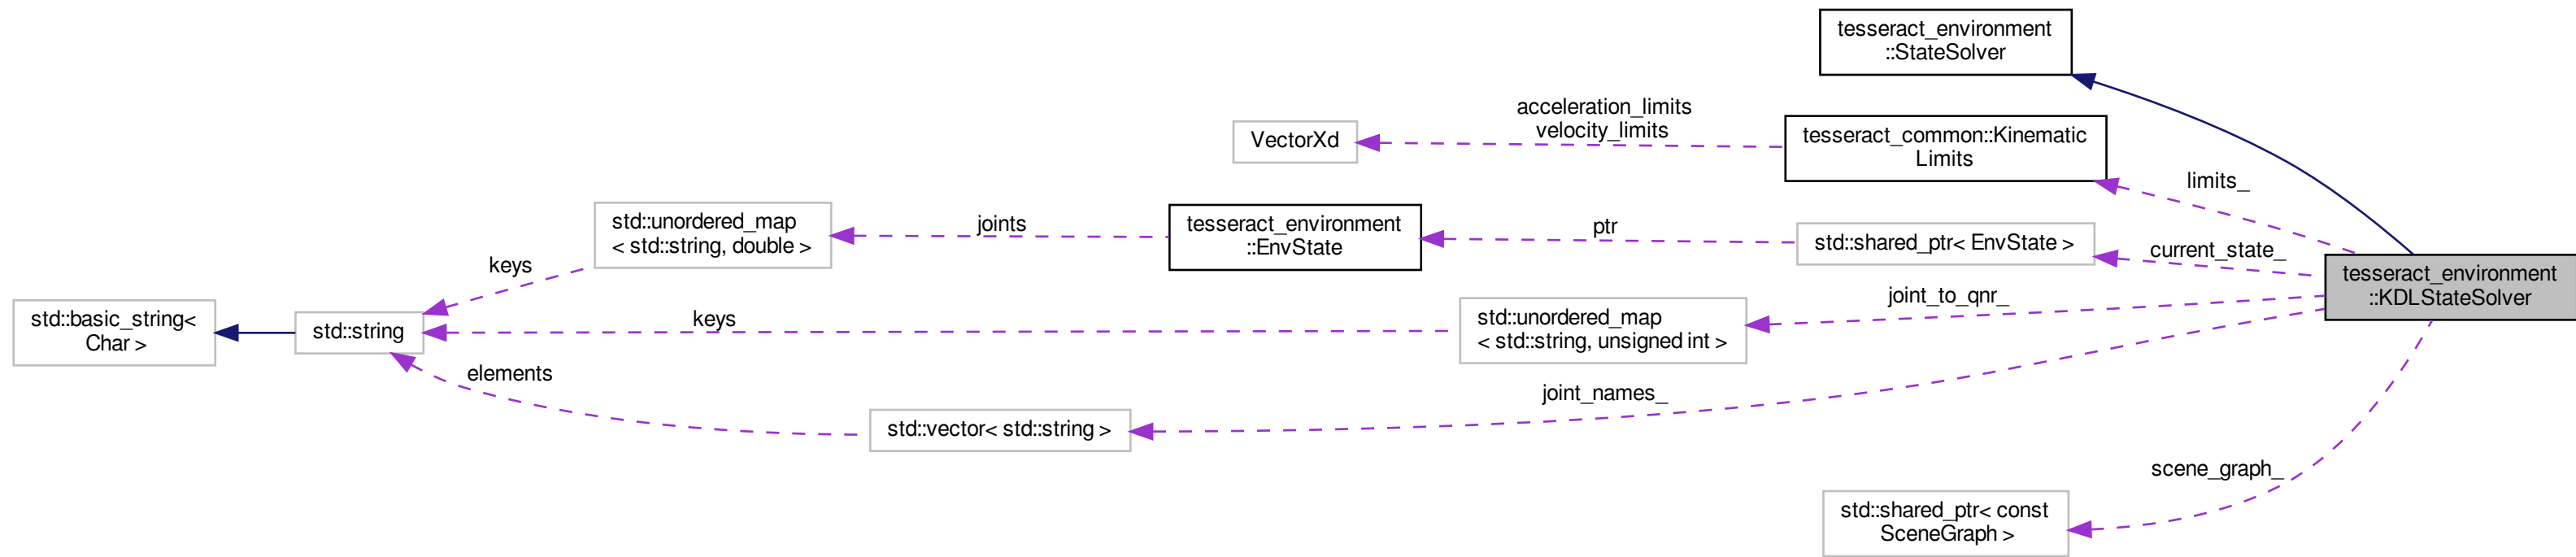 tesseract_environment
::StateSolver
acceleration_limits
velocity_limits
VectorXd
tesseract_common::Kinematic
Limits
limits_
std::unordered_map
< std::string, double >
joints
tesseract_environment
::EnvState
ptr
std::shared_ptr< EnvState >
current_state_
tesseract_environment
::KDLStateSolver
keys
std::basic_string<
Char >
std::string
keys
std::unordered_map
< std::string, unsigned int >
joint_to_qnr_
elements
std::vector< std::string >
joint_names_
scene_graph_
std::shared_ptr< const
SceneGraph >